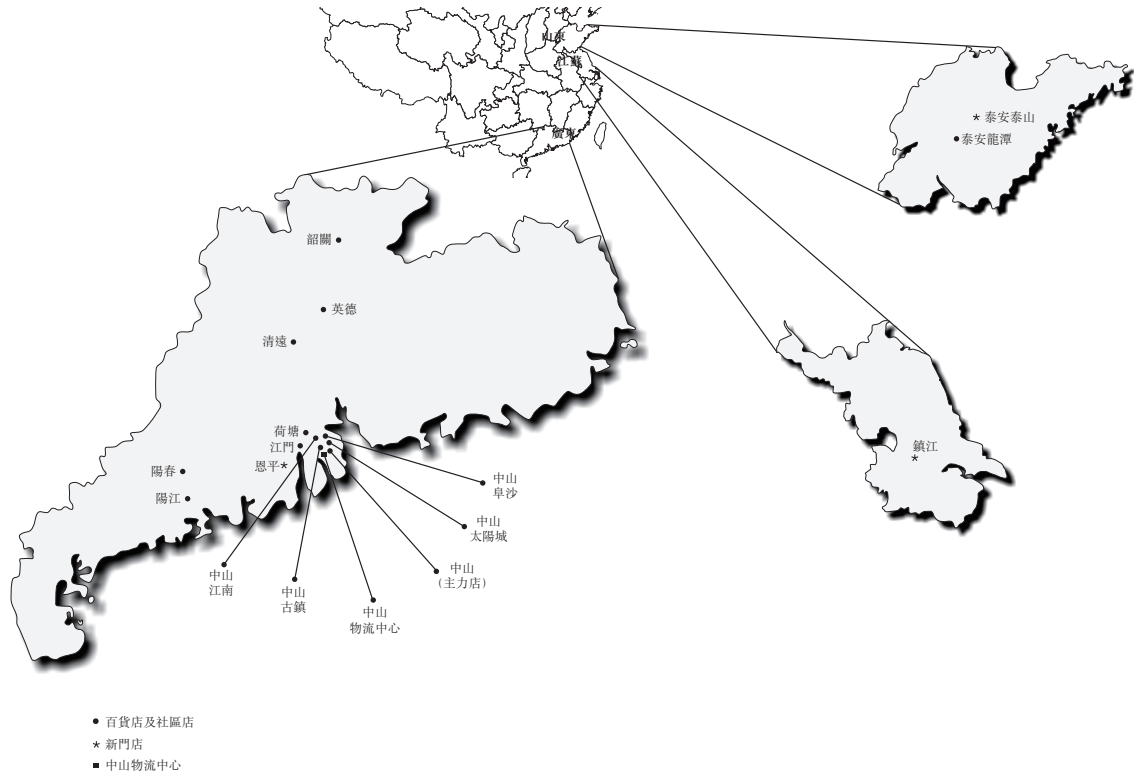 山東
江蘇
廣東
泰安泰山
泰安龍潭
韶關
英德
清遠
荷塘
江門
恩平
陽春
陽江
鎮江
中山
阜沙
中山
太陽城
中山
(主力店)
中山
江南
中山
古鎮
中山
物流中心
百貨店及社區店
新門店
中山物流中心